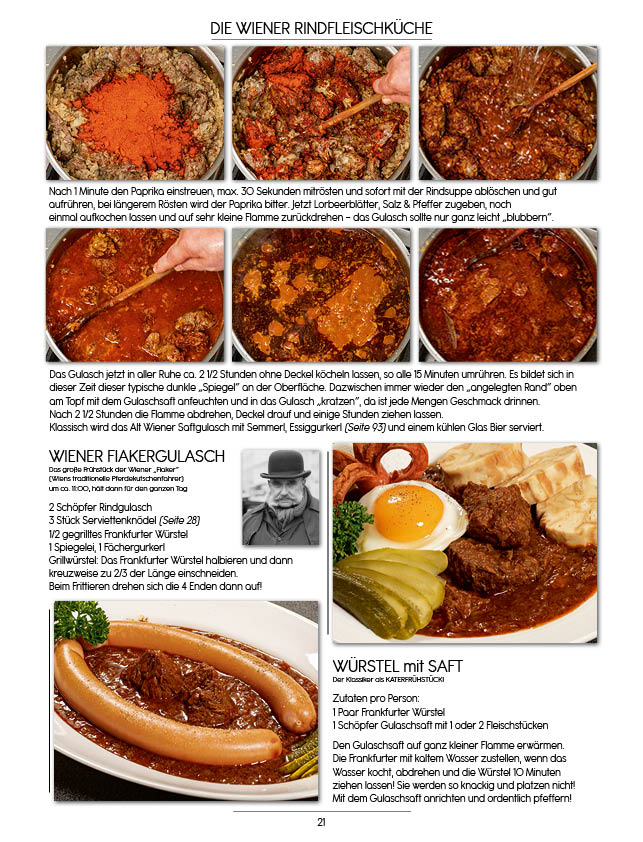 DIE WIENER RINDFLEISCHKÜCHE
Nach 1 Minute den Paprika einstreuen, max. 30 Sekunden mitrösten und sofort mit der Rindsuppe ablöschen und gut
aufrühren, bei längerem Rösten wird der Paprika bitter. Jetzt Lorbeerblätter, Salz & Pfeffer zugeben, noch
einmal aufkochen lassen und auf sehr kleine Flamme zurückdrehen – das Gulasch sollte nur ganz leicht „blubbern".
Das Gulasch jetzt in aller Ruhe ca. 2 1/2 Stunden ohne Deckel köcheln lassen, so alle 15 Minuten umrühren. Es bildet sich in
dieser Zeit dieser typische dunkle „Spiegel" an der Oberfläche. Dazwischen immer wieder den „angelegten Rand" oben
am Topf mit dem Gulaschsaft anfeuchten und in das Gulasch „kratzen", da ist jede Mengen Geschmack drinnen.
Nach 2 1/2 Stunden die Flamme abdrehen, Deckel drauf und einige Stunden ziehen lassen.
Klassisch wird das Alt Wiener Saftgulasch mit Semmerl, Essiggurkerl (Seite 93) und einem kühlen Glas Bier serviert.
WIENER FIAKERGULASCH
Das große Frühstück der Wiener „Fiaker"
(Wiens traditionelle Pferdekutschenfahrer)
um ca. 11:00, hält dann für den ganzen Tag
2 Schöpfer Rindgulasch
3 Stück Serviettenknödel (Seite 28)
1/2 gegrilltes Frankfurter Würstel
1 Spiegelei, 1 Fächergurkerl
Grillwürstel: Das Frankfurter Würstel halbieren und dann
kreuzweise zu 2/3 der Länge einschneiden.
Beim Frittieren drehen sich die 4 Enden dann auf!
WÜRSTEL mit SAFT
Der Klassiker als KATERFRÜHSTÜCK!
Zutaten pro Person:
1 Paar Frankfurter Würstel
1 Schöpfer Gulaschsaft mit 1 oder 2 Fleischstücken
Den Gulaschsaft auf ganz kleiner Flamme erwärmen.
Die Frankfurter mit kaltem Wasser zustellen, wenn das
Wasser kocht, abdrehen und die Würstel 10 Minuten
ziehen lassen! Sie werden so knackig und platzen nicht!
Mit dem Gulaschsaft anrichten und ordentlich pfeffern!
21